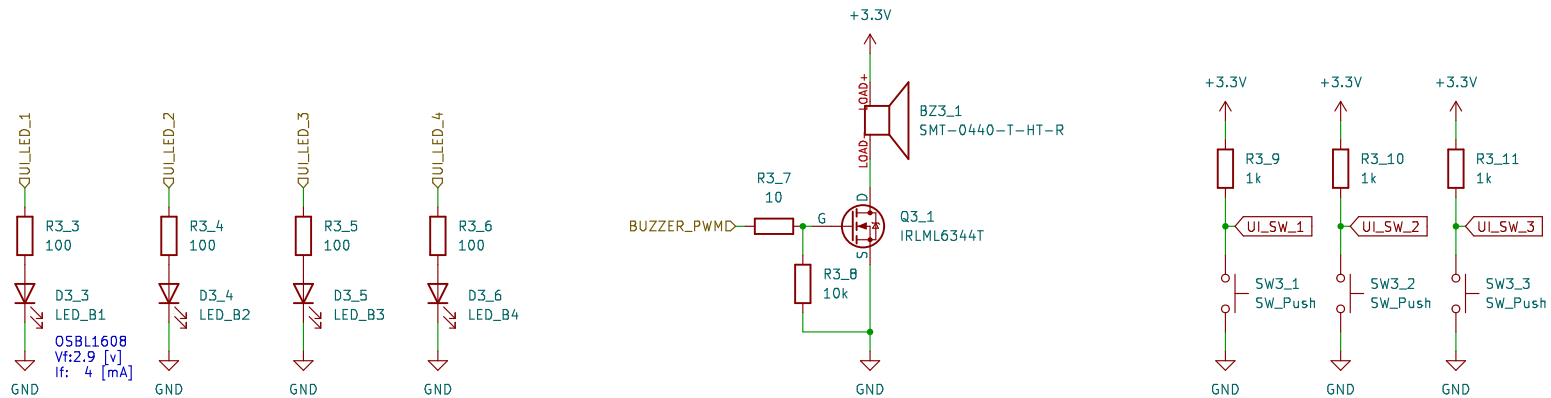 UI_LED_1
R3_3
100
D3_3
LED_B1
OSBL1608
Vf:2.9 [v]
If: 4 [mA]
GND
UI_LED_2
R3_4
100
D3_4
LED_B2
GND
UI_LED_3
R3_5
100
D3_5
LED_B3
GND
UI_LED_4
R3_6
100
D3_6
LED_B4
GND
+3.3V
LOAD+
BZ3_1
SMT-0440-T-HT-R
LOAD-
R3_7
10
BUZZER_PWM
G
D
S
Q3_1
IRLML6344T
R3_8
10k
GND
+3.3V
R3_9
1k
UI_SW_1
SW3_1
SW_Push
GND
+3.3V
R3_10
1k
UI_SW_2
SW3_2
SW_Push
GND
+3.3V
R3_11
1k
UI_SW_3
SW3_3
SW_Push
GND